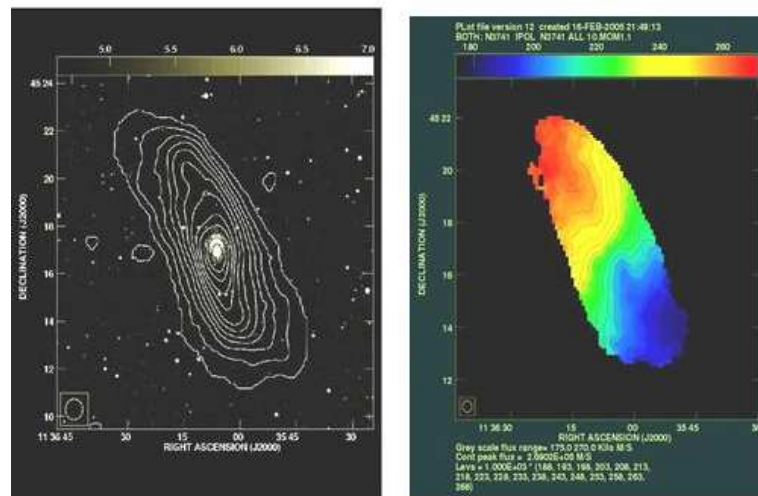 5.0 5.5 6.0 6.5 7.0
45 24
22
20
18
16
14
12
10
DECLINATION (J2000)
11 36 45 30 15 00 35 45 30
RIGHT ASCENSION (J2000)
PLot file version 12 created 16-FEB-2005 21:49:13
BOTH: N3741 IPOL N3741 ALL 10.MOM1.1
180 200 220 240 260
45 22
20
18
16
14
12
DECLINATION (J2000)
11 36 30 15 00 35 45
RIGHT ASCENSION (J2000)
Grey scale flux range= 175.0 270.0 Kilo M/S
Cont peak flux = 2.6902E+05 M/S
Levs = 1.000E+03 * (188, 193, 198, 203, 208, 213,
218, 223, 228, 233, 238, 243, 248, 253, 258, 263,
268)